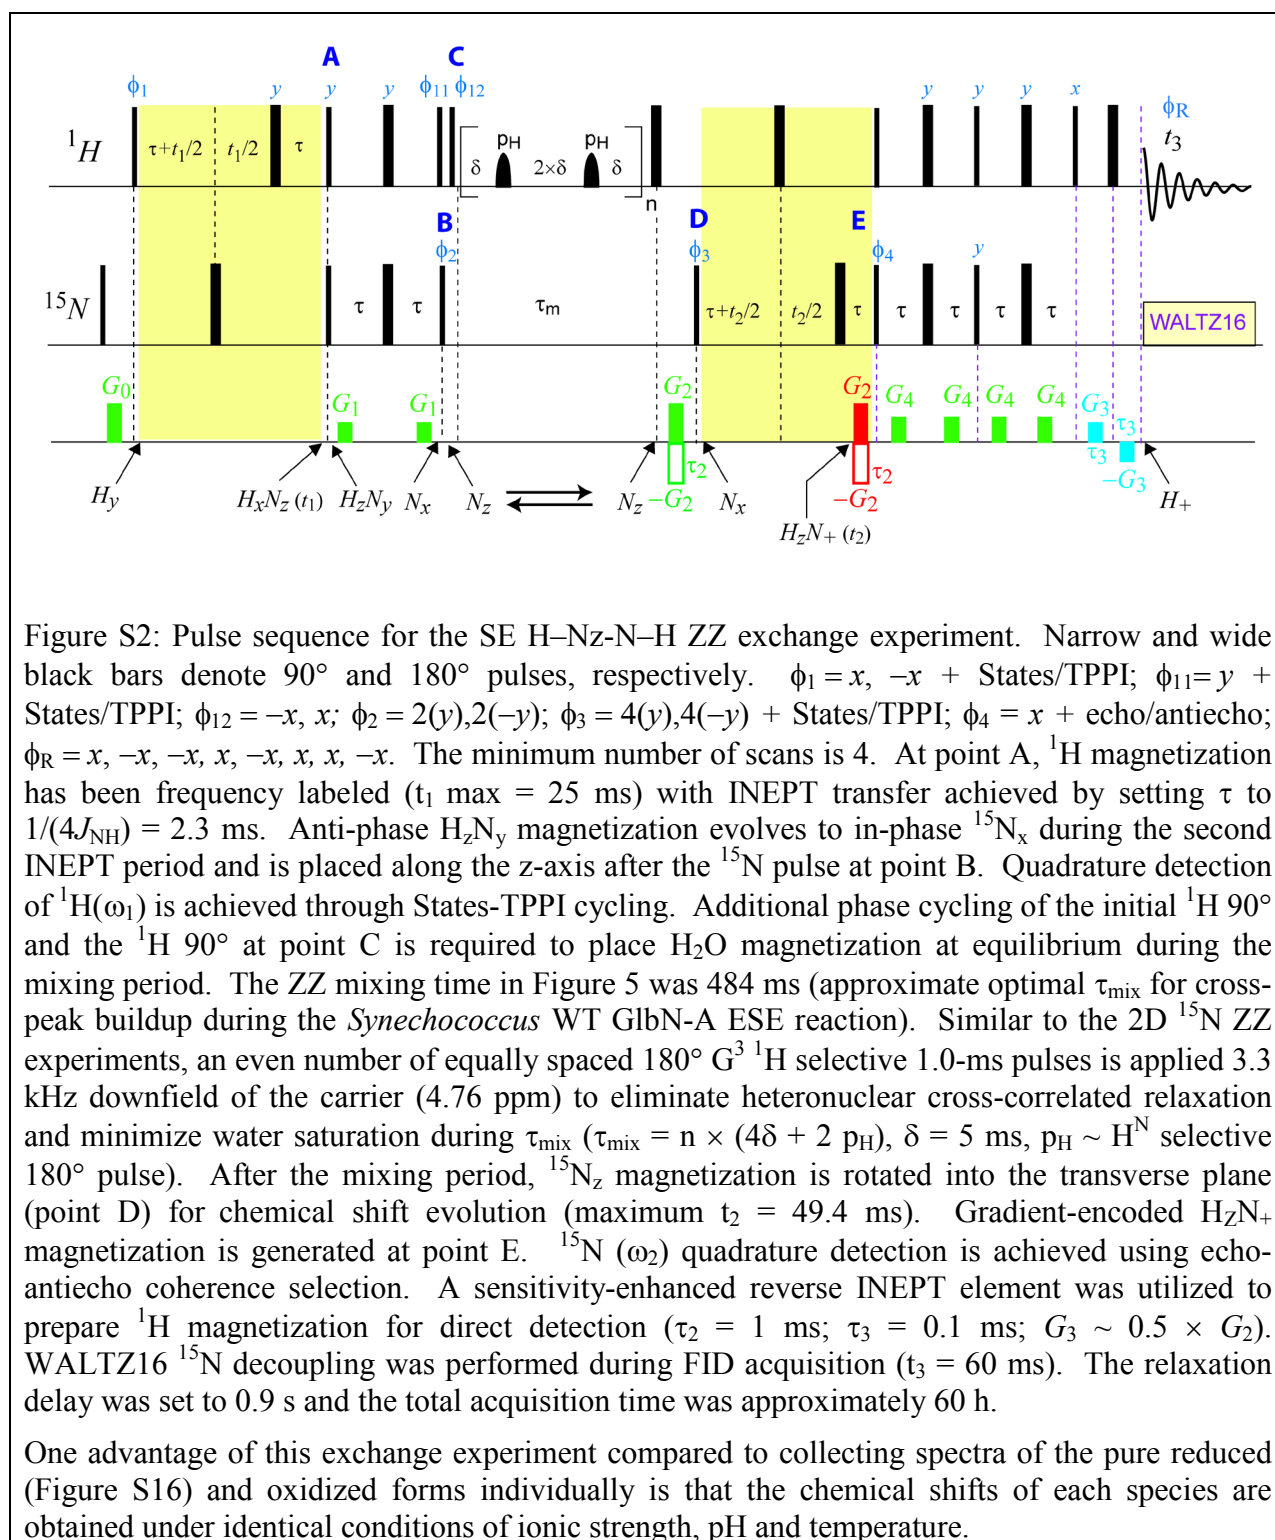 A C
ϕ1 y y y ϕ11 ϕ12 y y y x ϕR
1H τ+t1/2 t1/2 τ δ pH 2×δ pH δ n t3
B D E
ϕ2 ϕ3 ϕ4 y
15N τ τ τm τ+t2/2 t2/2 τ τ τ τ τ WALTZ16
G0 G1 G1 G2 G2 G4 G4 G4 G4 G3 τ3
τ2 τ2 τ3
Hy HxNz (t1) HzNy Nx Nz Nz −G2 Nx −G2 −G3 H+
HzN+ (t2)
Figure S2: Pulse sequence for the SE H–Nz-N–H ZZ exchange experiment. Narrow and wide
black bars denote 90° and 180° pulses, respectively. ϕ1 = x, –x + States/TPPI; ϕ11= y +
States/TPPI; ϕ12 = –x, x; ϕ2 = 2(y),2(–y); ϕ3 = 4(y),4(–y) + States/TPPI; ϕ4 = x + echo/antiecho;
ϕR = x, –x, –x, x, –x, x, x, –x. The minimum number of scans is 4. At point A, 1H magnetization
has been frequency labeled (t1 max = 25 ms) with INEPT transfer achieved by setting τ to
1/(4JNH) = 2.3 ms. Anti-phase HzNy magnetization evolves to in-phase 15Nx during the second
INEPT period and is placed along the z-axis after the 15N pulse at point B. Quadrature detection
of 1H(ω1) is achieved through States-TPPI cycling. Additional phase cycling of the initial 1H 90°
and the 1H 90° at point C is required to place H2O magnetization at equilibrium during the
mixing period. The ZZ mixing time in Figure 5 was 484 ms (approximate optimal τmix for cross-
peak buildup during the Synechococcus WT GlbN-A ESE reaction). Similar to the 2D 15N ZZ
experiments, an even number of equally spaced 180° G3 1H selective 1.0-ms pulses is applied 3.3
kHz downfield of the carrier (4.76 ppm) to eliminate heteronuclear cross-correlated relaxation
and minimize water saturation during τmix (τmix = n × (4δ + 2 pH), δ = 5 ms, pH ~ HN selective
180° pulse). After the mixing period, 15Nz magnetization is rotated into the transverse plane
(point D) for chemical shift evolution (maximum t2 = 49.4 ms). Gradient-encoded HZN+
magnetization is generated at point E. 15N (ω2) quadrature detection is achieved using echo-
antiecho coherence selection. A sensitivity-enhanced reverse INEPT element was utilized to
prepare 1H magnetization for direct detection (τ2 = 1 ms; τ3 = 0.1 ms; G3 ~ 0.5 × G2).
WALTZ16 15N decoupling was performed during FID acquisition (t3 = 60 ms). The relaxation
delay was set to 0.9 s and the total acquisition time was approximately 60 h.
One advantage of this exchange experiment compared to collecting spectra of the pure reduced
(Figure S16) and oxidized forms individually is that the chemical shifts of each species are
obtained under identical conditions of ionic strength, pH and temperature.